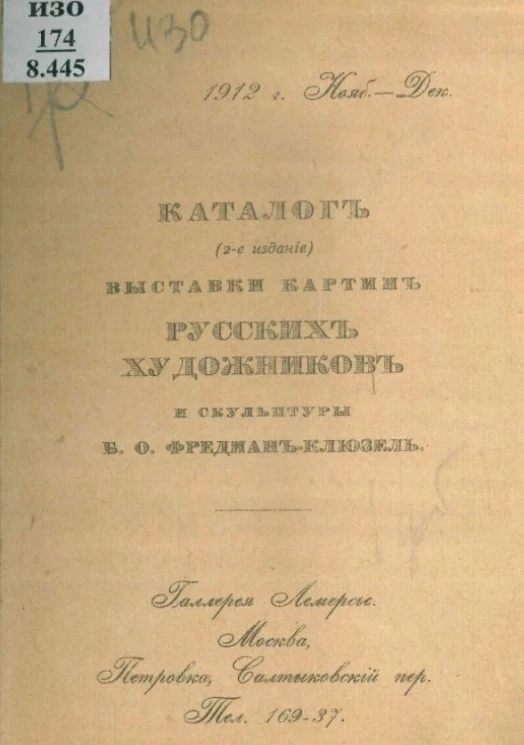 ИЗО
174
8.445
изо
1912 г. Нояб.—Дек.
КАТАЛОГЪ
(2-е изданіе)
ВЫСТАВКИ КАРТИНЪ
РУССКИХЪ
ХУДОЖНИКОВЪ
И СКУЛЬПТУРЫ
Б. О. ФРЕДМАНЪ-КЛЮЗЕЛЬ.
Галлерея Лемерсье.
Москва,
Петровка, Салтыковскій пер.
Тел. 169-37.